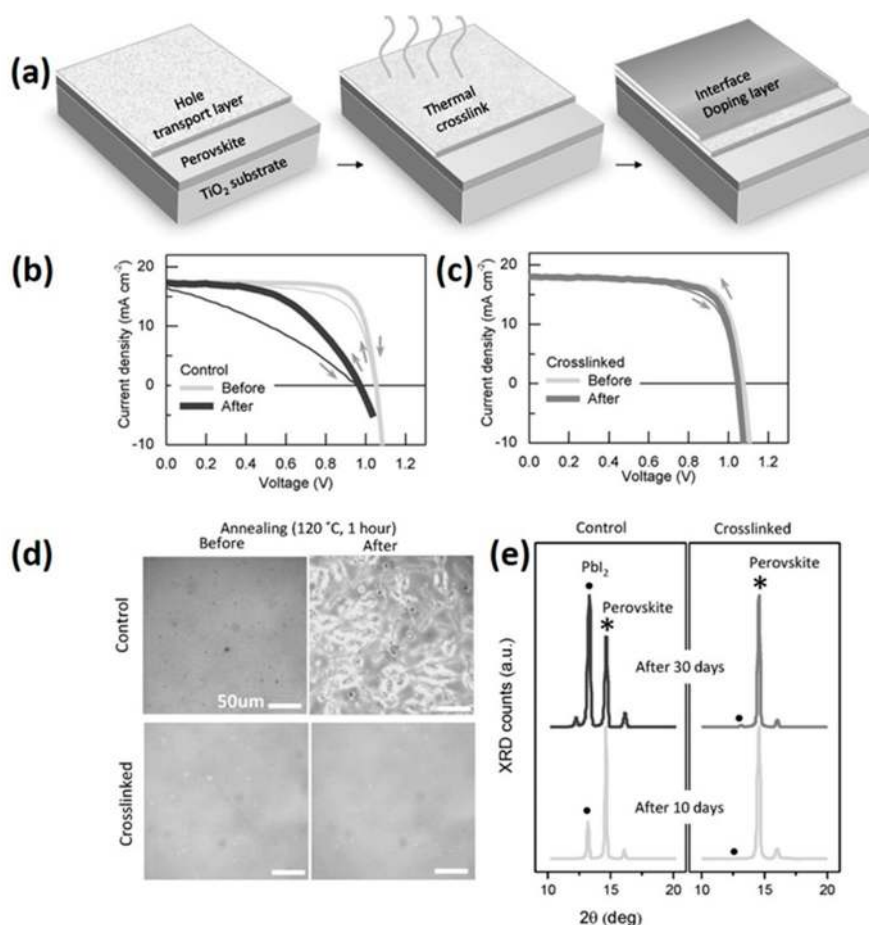 (a)
Hole
transport layer
Perovskite
TiO₂ substrate
Thermal
crosslink
Interface
Doping layer
(b)
Current density (mA cm⁻²)
20
10
0
-10
Control
Before
After
0.0 0.2 0.4 0.6 0.8 1.0 1.2
Voltage (V)
(c)
Current density (mA cm⁻²)
20
10
0
-10
Crosslinked
Before
After
0.0 0.2 0.4 0.6 0.8 1.0 1.2
Voltage (V)
(d)
Annealing (120 ˚C, 1 hour)
Before After
Control
50um
Crosslinked
(e)
Control Crosslinked
XRD counts (a.u.)
PbI₂
Perovskite
*
Perovskite
*
After 30 days
After 10 days
10 15 20 10 15 20
2θ (deg)